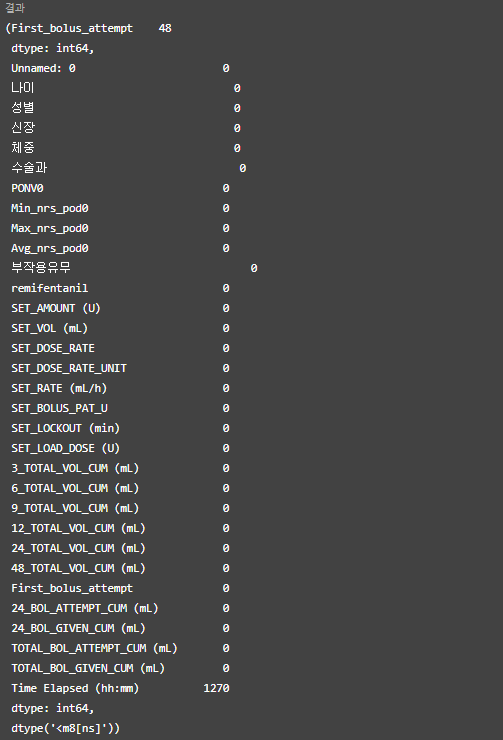 결과
(First_bolus_attempt    48
dtype: int64,
Unnamed: 0    0
나이    0
성별    0
신장    0
체중    0
수술과    0
PONV0    0
Min_nrs_pod0    0
Max_nrs_pod0    0
Avg_nrs_pod0    0
부작용유무    0
remifentanil    0
SET_AMOUNT (U)    0
SET_VOL (mL)    0
SET_DOSE_RATE    0
SET_DOSE_RATE_UNIT    0
SET_RATE (mL/h)    0
SET_BOLUS_PAT_U    0
SET_LOCKOUT (min)    0
SET_LOAD_DOSE (U)    0
3_TOTAL_VOL_CUM (mL)    0
6_TOTAL_VOL_CUM (mL)    0
9_TOTAL_VOL_CUM (mL)    0
12_TOTAL_VOL_CUM (mL)    0
24_TOTAL_VOL_CUM (mL)    0
48_TOTAL_VOL_CUM (mL)    0
First_bolus_attempt    0
24_BOL_ATTEMPT_CUM (mL)    0
24_BOL_GIVEN_CUM (mL)    0
TOTAL_BOL_ATTEMPT_CUM (mL)    0
TOTAL_BOL_GIVEN_CUM (mL)    0
Time Elapsed (hh:mm)    1270
dtype: int64,
dtype('<m8[ns]'))